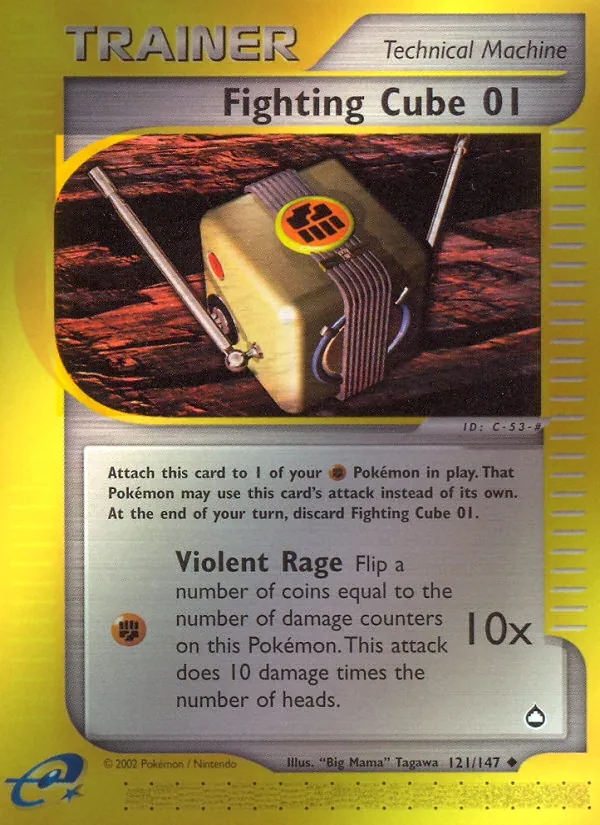 TRAINER
Technical Machine
Fighting Cube 01
ID: C-53-#
Attach this card to 1 of your Pokémon in play. That
Pokémon may use this card's attack instead of its own.
At the end of your turn, discard Fighting Cube 01.
Violent Rage Flip a
number of coins equal to the
number of damage counters
on this Pokémon. This attack
does 10 damage times the
number of heads.
10x
© 2002 Pokémon / Nintendo
Illus. "Big Mama" Tagawa 121/147
e